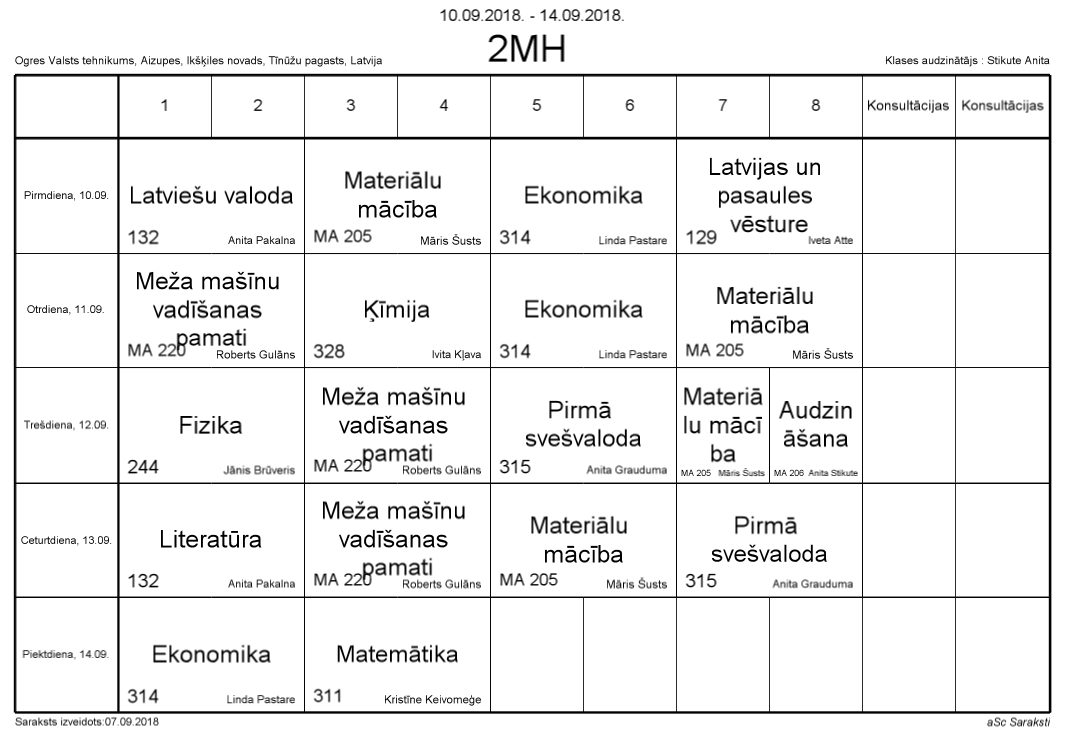 10.09.2018. - 14.09.2018.
2MH
Ogres Valsts tehnikums, Aizupes, Ikšķiles novads, Tīnūžu pagasts, Latvija
Klases audzinātājs : Stikute Anita
1 2 3 4 5 6 7 8 Konsultācijas Konsultācijas
Pirmdiena, 10.09.
Latviešu valoda
132 Anita Pakalna
Materiālu
mācība
MA 205 Māris Šusts
Ekonomika
314 Linda Pastare
Latvijas un
pasaules
vēsture
129 Iveta Atte
Otrdiena, 11.09.
Meža mašīnu
vadīšanas
pamati
MA 220 Roberts Gulāns
Ķīmija
328 Ivita Kļava
Ekonomika
314 Linda Pastare
Materiālu
mācība
MA 205 Māris Šusts
Trešdiena, 12.09.
Fizika
244 Jānis Brūveris
Meža mašīnu
vadīšanas
pamati
MA 220 Roberts Gulāns
Pirmā
svešvaloda
315 Anita Grauduma
Materiā
lu mācī
ba
MA 205 Māris Šusts
Audzin
āšana
MA 206 Anita Stikute
Ceturtdiena, 13.09.
Literatūra
132 Anita Pakalna
Meža mašīnu
vadīšanas
pamati
MA 220 Roberts Gulāns
Materiālu
mācība
MA 205 Māris Šusts
Pirmā
svešvaloda
315 Anita Grauduma
Piektdiena, 14.09.
Ekonomika
314 Linda Pastare
Matemātika
311 Kristīne Keivomeģe
Saraksts izveidots:07.09.2018
aSc Saraksti